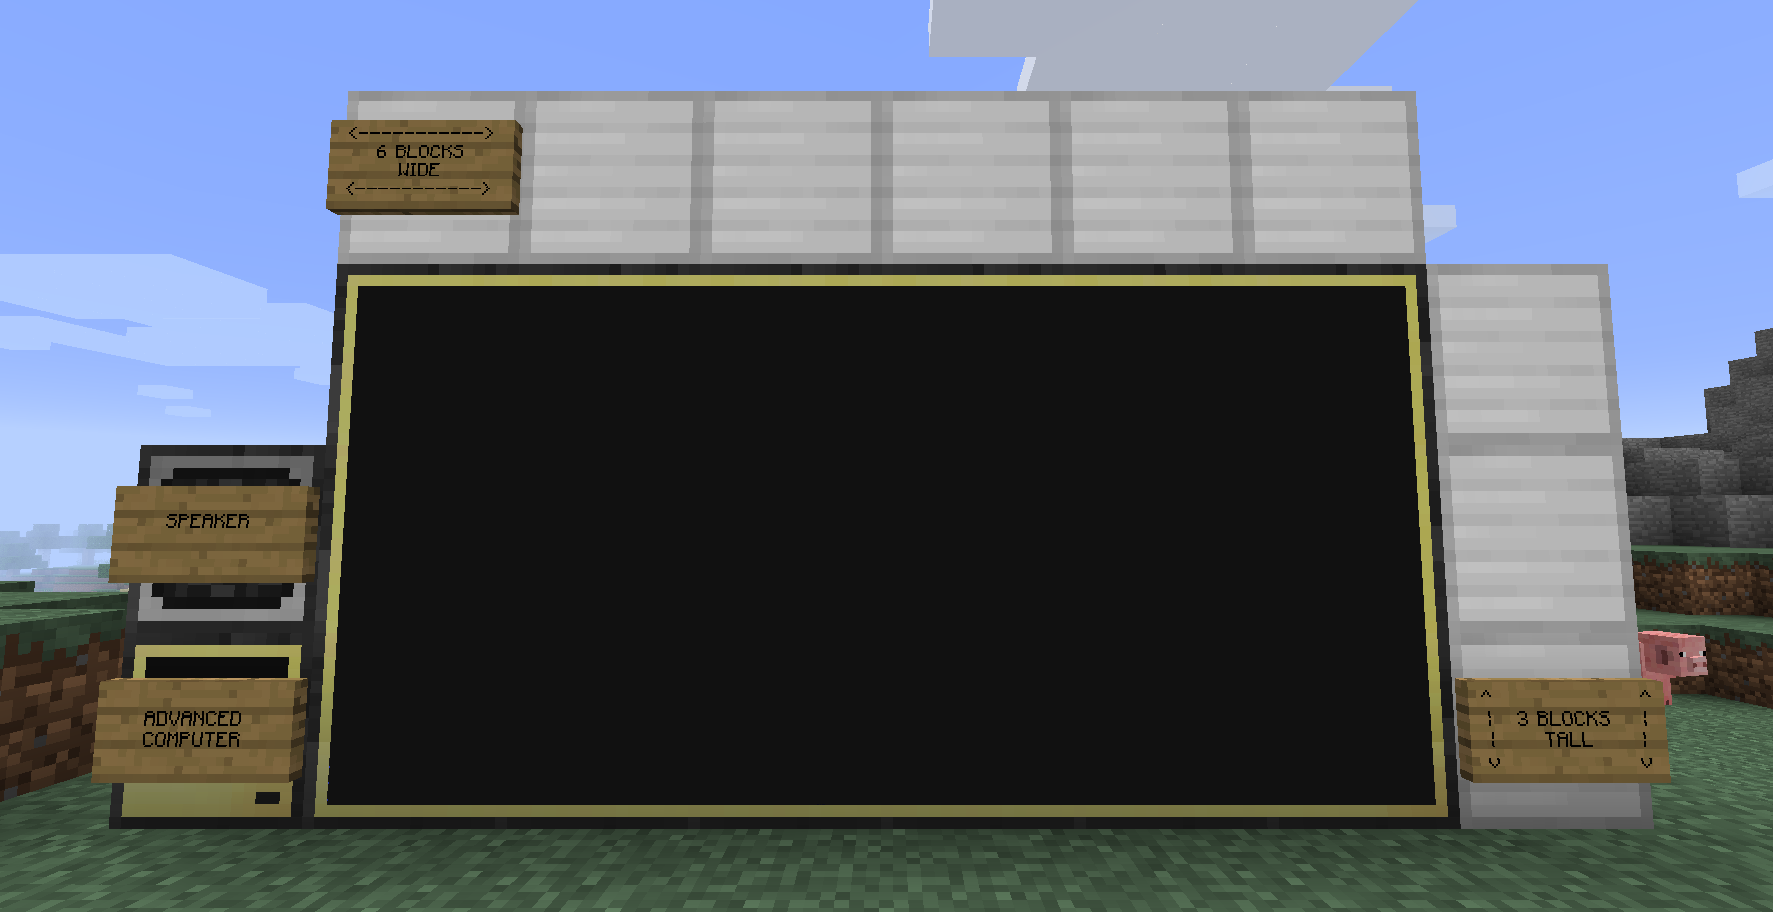 <----------->
6 BLOCKS
WIDE
<----------->
SPEAKER
ADVANCED
COMPUTER
^ ^
| 3 BLOCKS |
| TALL |
v v